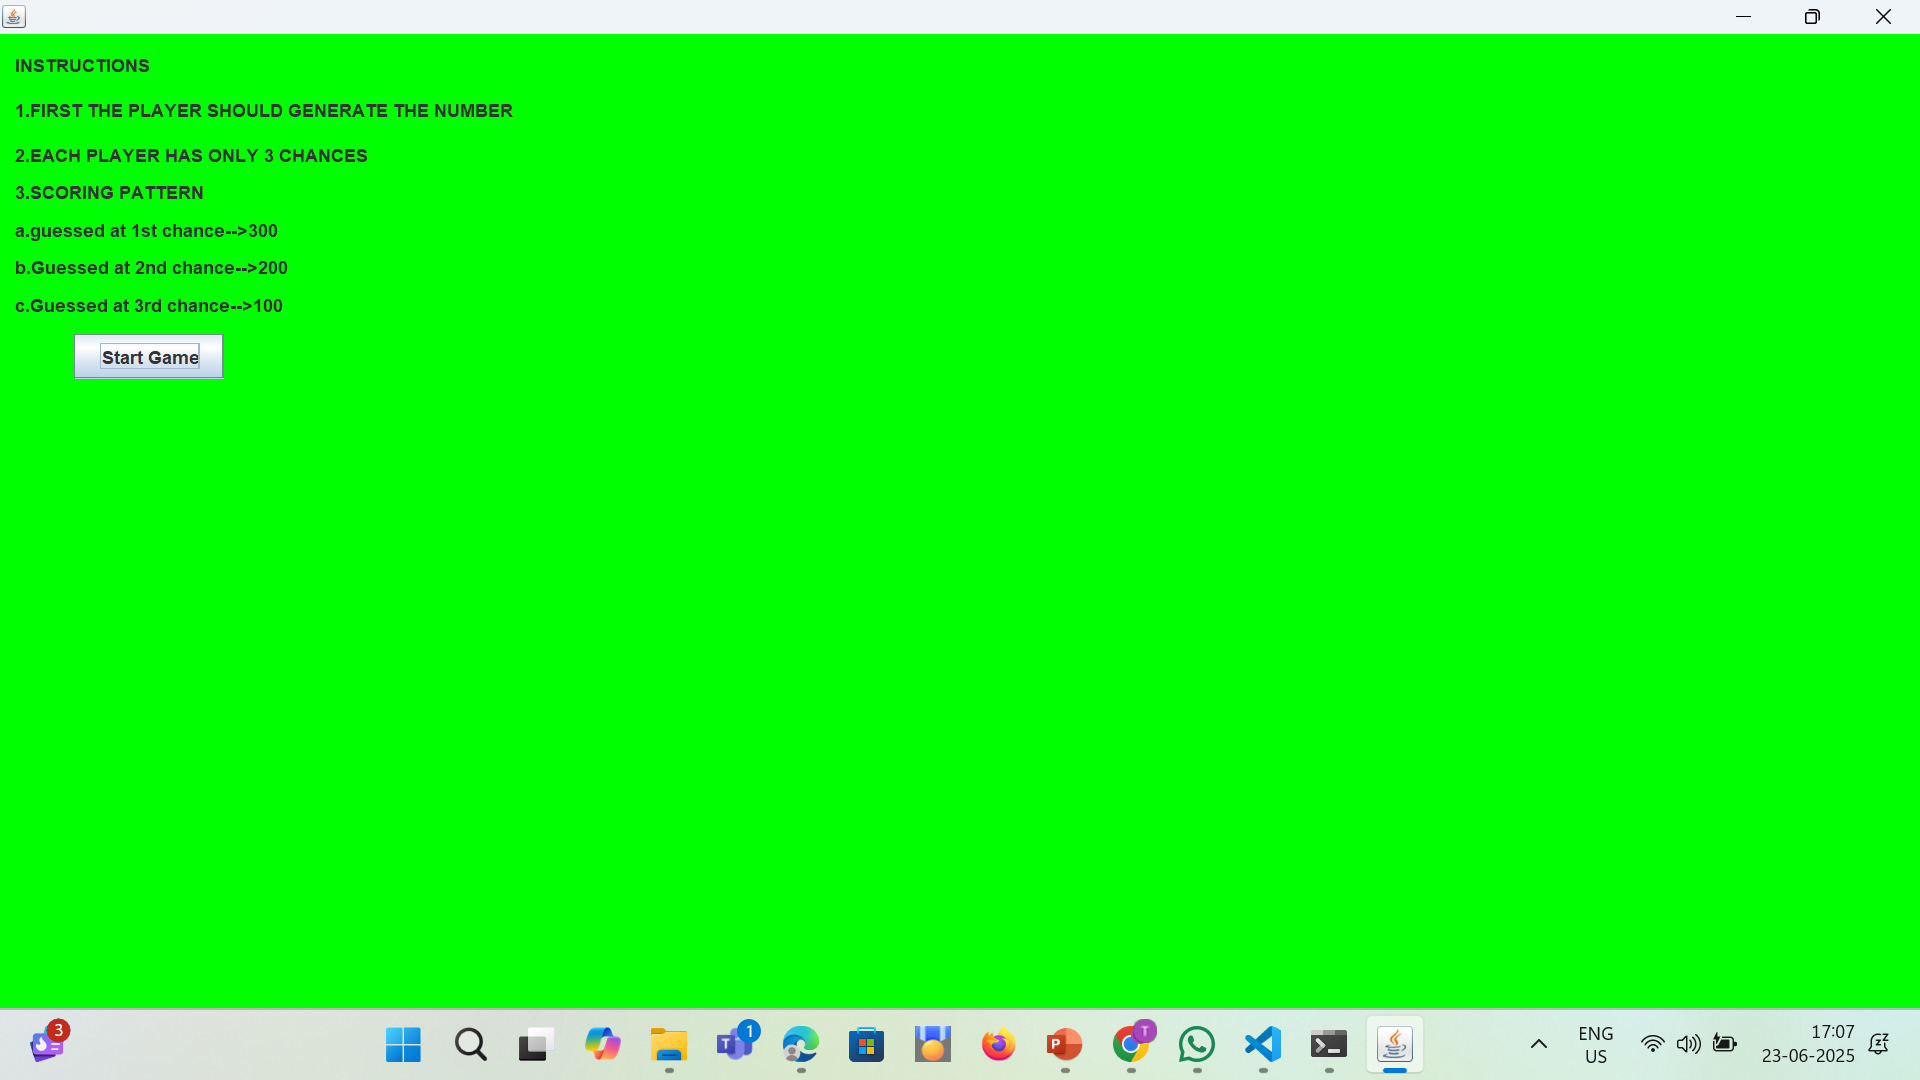 INSTRUCTIONS
1.FIRST THE PLAYER SHOULD GENERATE THE NUMBER
2.EACH PLAYER HAS ONLY 3 CHANCES
3.SCORING PATTERN
a.guessed at 1st chance-->300
b.Guessed at 2nd chance-->200
c.Guessed at 3rd chance-->100
Start Game
3
T
1
P
T
ENG
US
17:07
23-06-2025